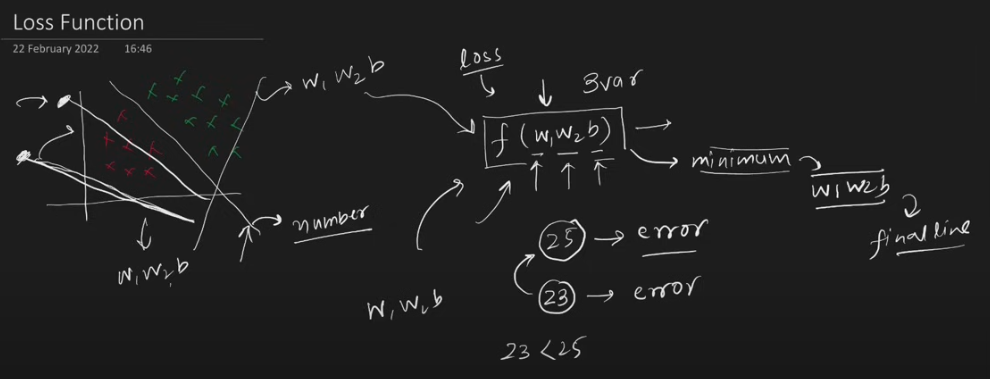 Loss Function
22 February 2022 16:46
loss
3var
w₁ w₂ b
f (w₁ w₂ b)
minimum
w₁ w₂ b
number
final line
25 → error
w₁ w₂ b
23 → error
w₁ w₂ b
23 < 25